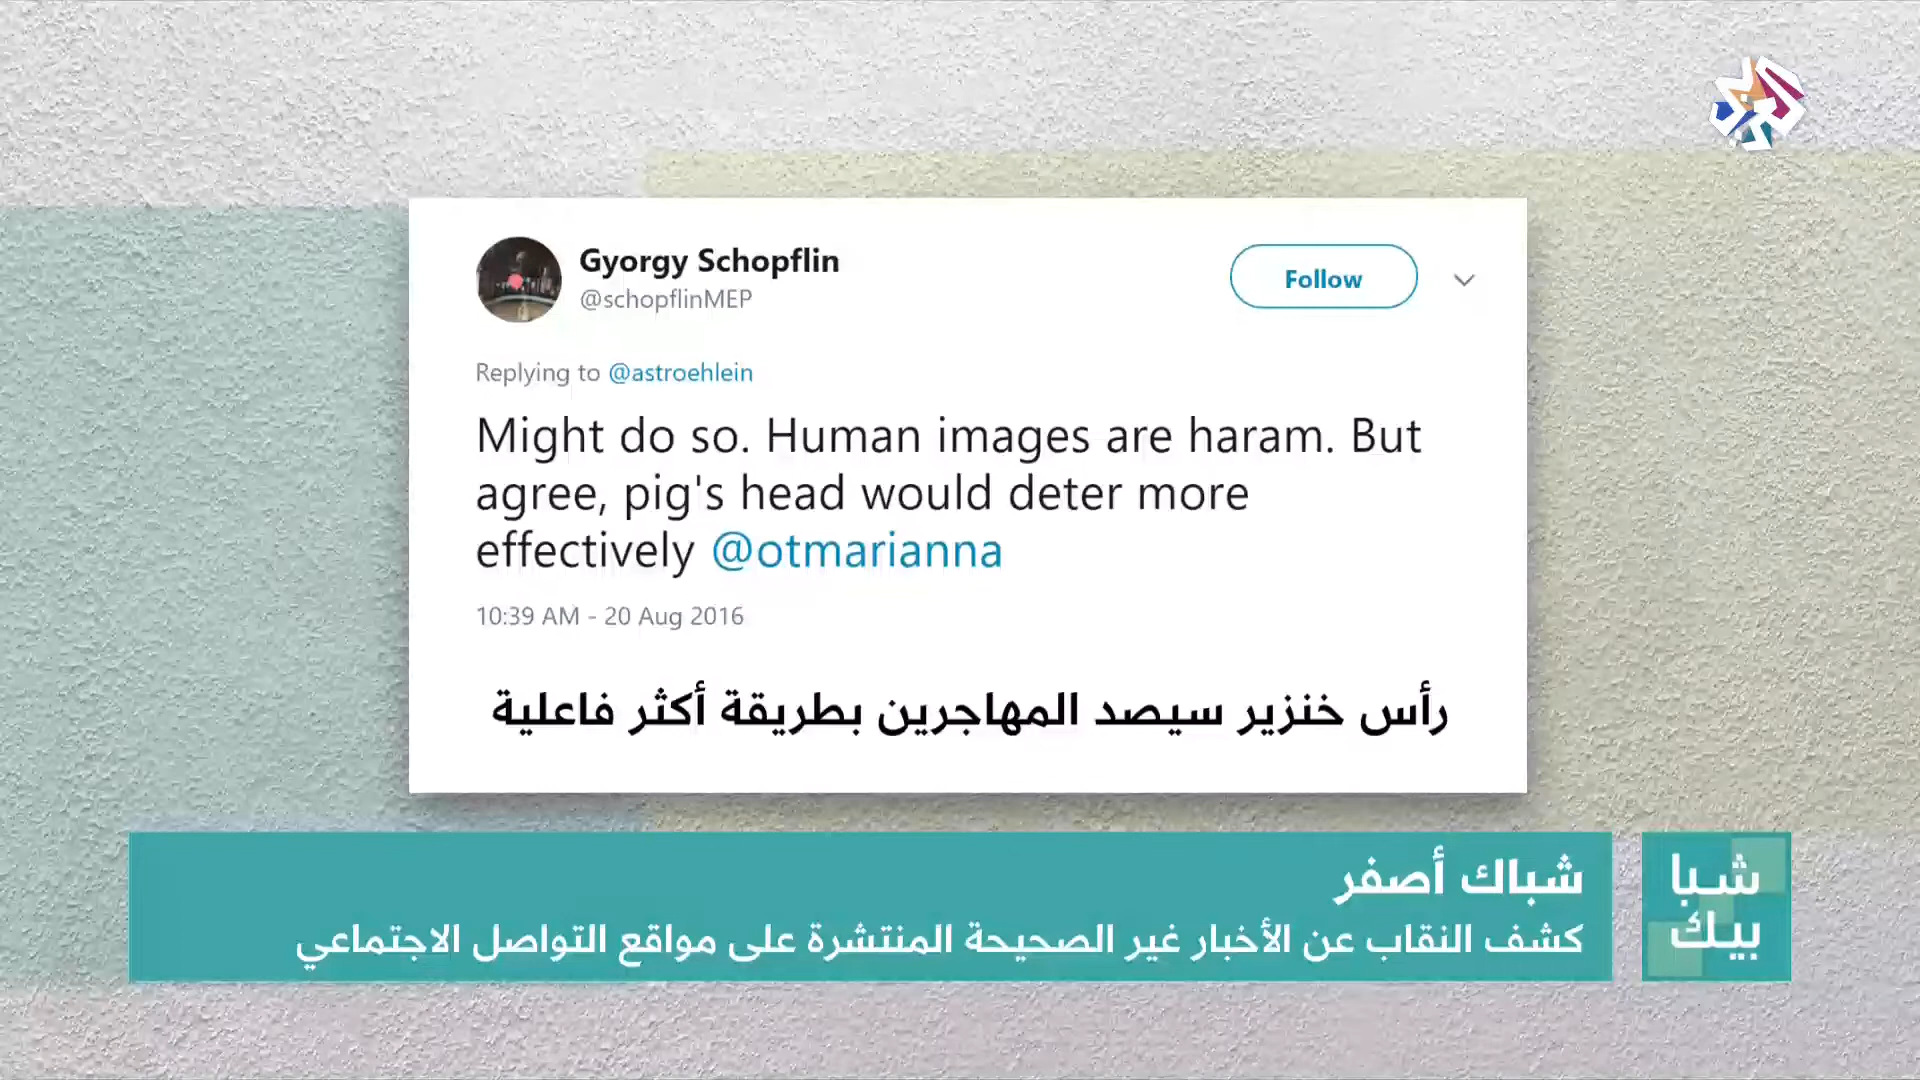 Gyorgy Schopflin
@schopflinMEP
Follow
Replying to @astroehlein
Might do so. Human images are haram. But
agree, pig's head would deter more
effectively @otmarianna
10:39 AM - 20 Aug 2016
رأس خنزير سيصد المهاجرين بطريقة أكثر فاعلية
شباك أصفر
كشف النقاب عن الأخبار غير الصحيحة المنتشرة على مواقع التواصل الاجتماعي
شبا
بيك